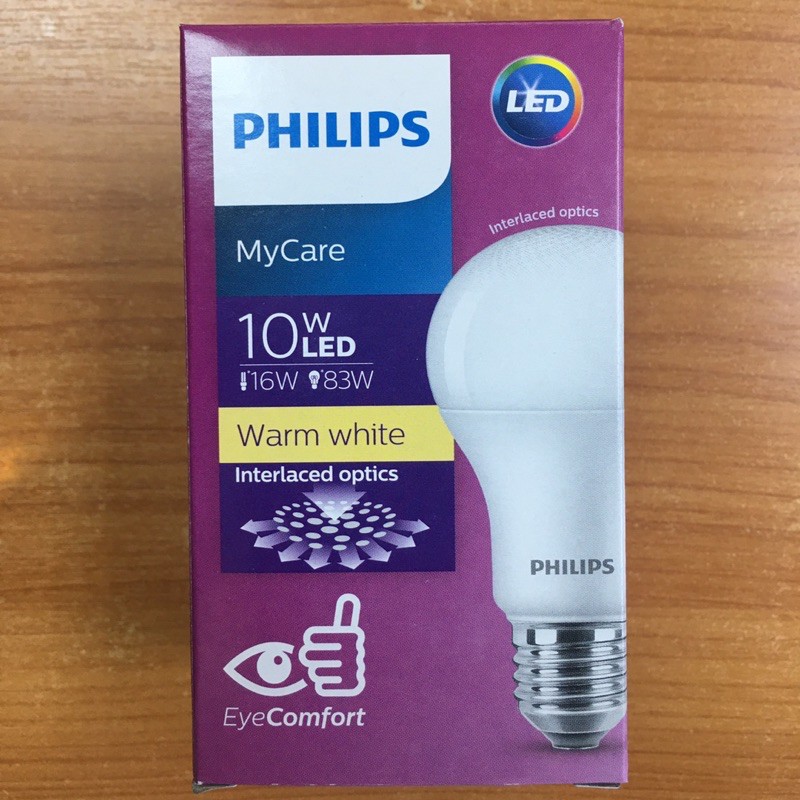 PHILIPS
LED
Interlaced optics
MyCare
10W
LED
16W 83W
Warm white
Interlaced optics
PHILIPS
EyeComfort